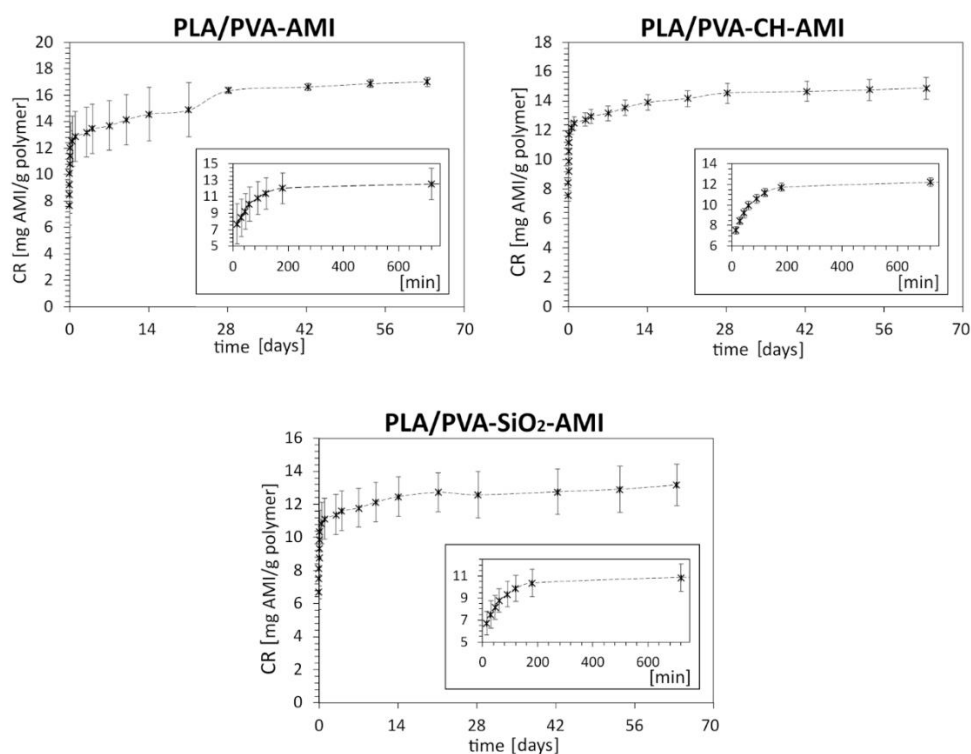 PLA/PVA-AMI
20
18
16
14
12
10
8
6
4
2
0
CR [mg AMI/g polymer]
0 14 28 42 56 70
time [days]
15
13
11
9
7
5
0 200 400 600
[min]
PLA/PVA-CH-AMI
18
16
14
12
10
8
6
4
2
0
CR [mg AMI/g polymer]
0 14 28 42 56 70
time [days]
14
12
10
8
6
0 200 400 600
[min]
PLA/PVA-SiO₂-AMI
16
14
12
10
8
6
4
2
0
CR [mg AMI/g polymer]
0 14 28 42 56 70
time [days]
11
9
7
5
0 200 400 600
[min]